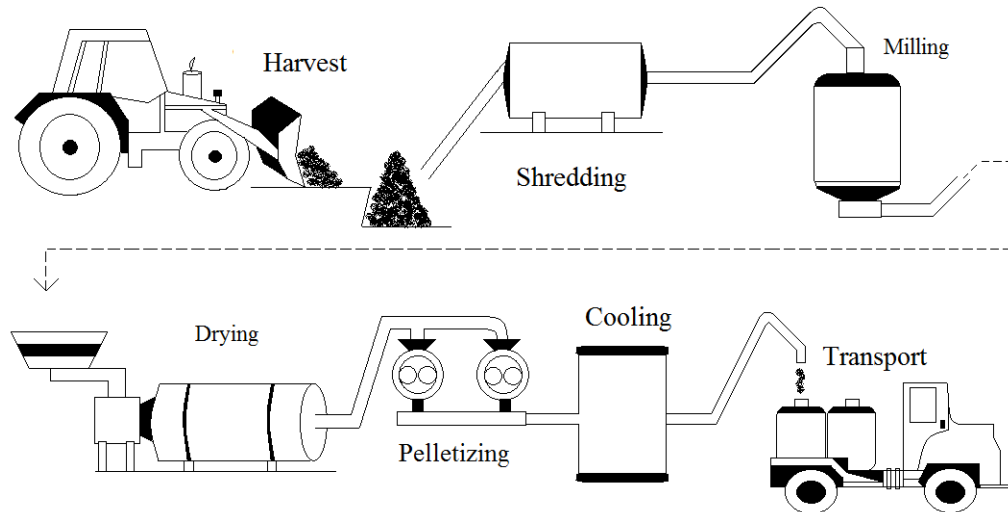 Harvest
Shredding
Milling
Drying
Pelletizing
Cooling
Transport